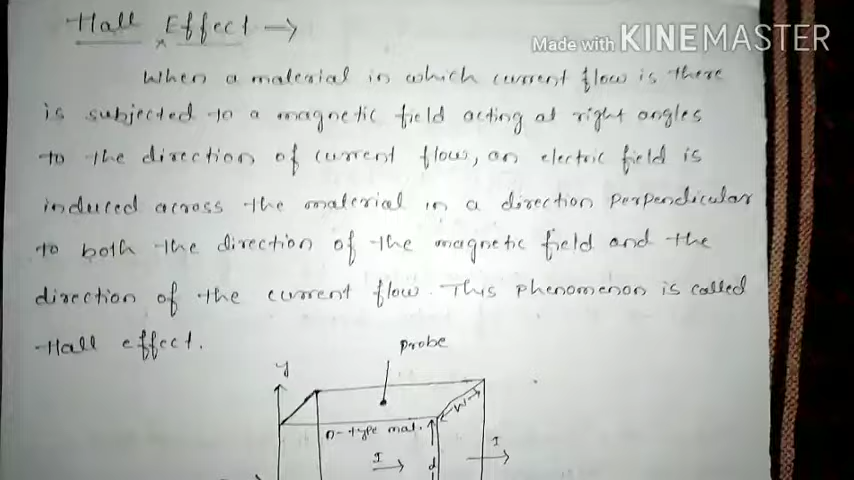 Hall Effect →
Made with KINEMASTER
When a material in which current flow is there
is subjected to a magnetic field acting at right angles
to the direction of current flow, an electric field is
induced across the material in a direction perpendicular
to both the direction of the magnetic field and the
direction of the current flow. This phenomenon is called
Hall effect.
Probe
y
W
n-type mat.
I
I
d